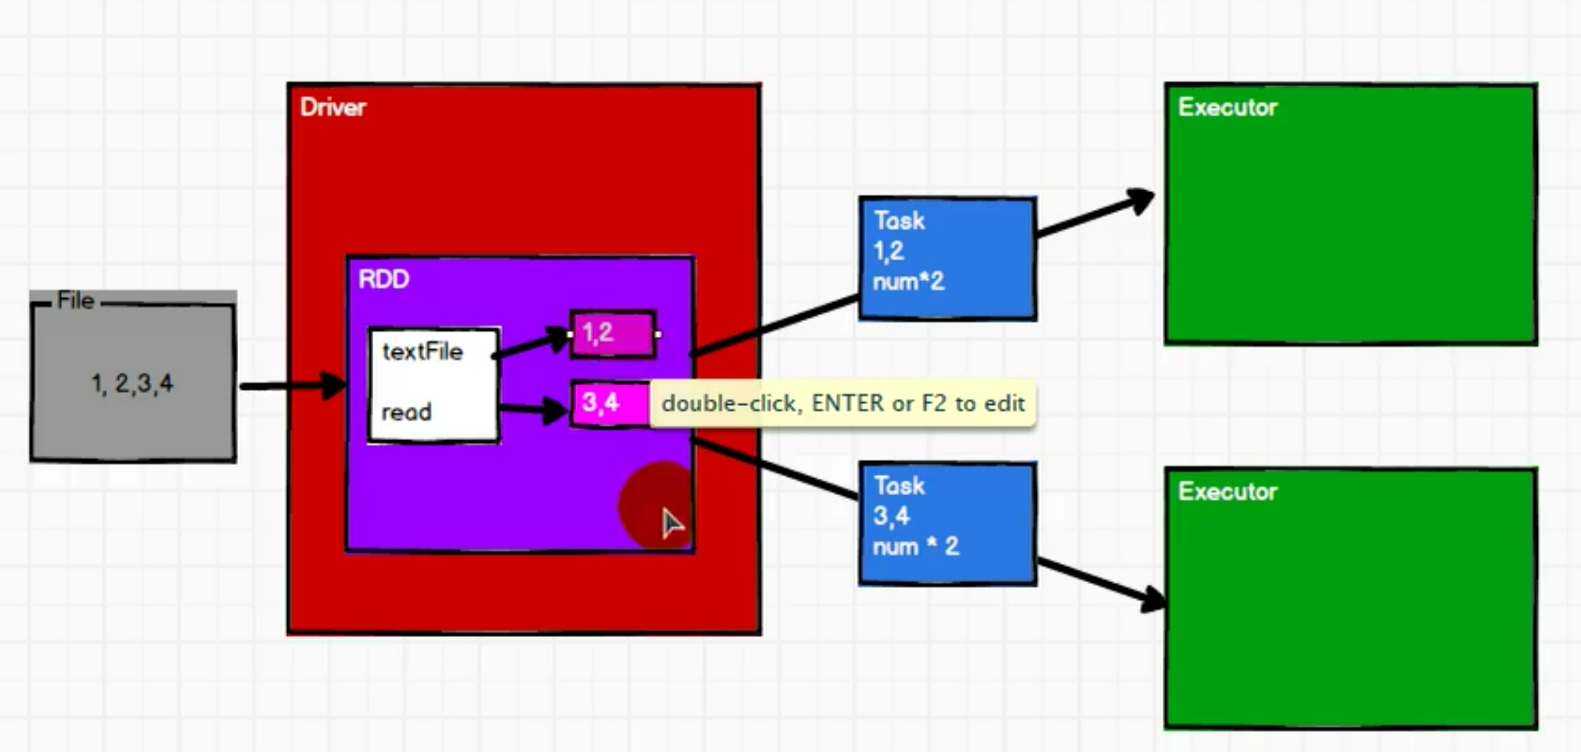 File
1, 2,3,4
Driver
RDD
textFile
read
1,2
3,4
double-click, ENTER or F2 to edit
Task
1,2
num*2
Task
3,4
num * 2
Executor
Executor